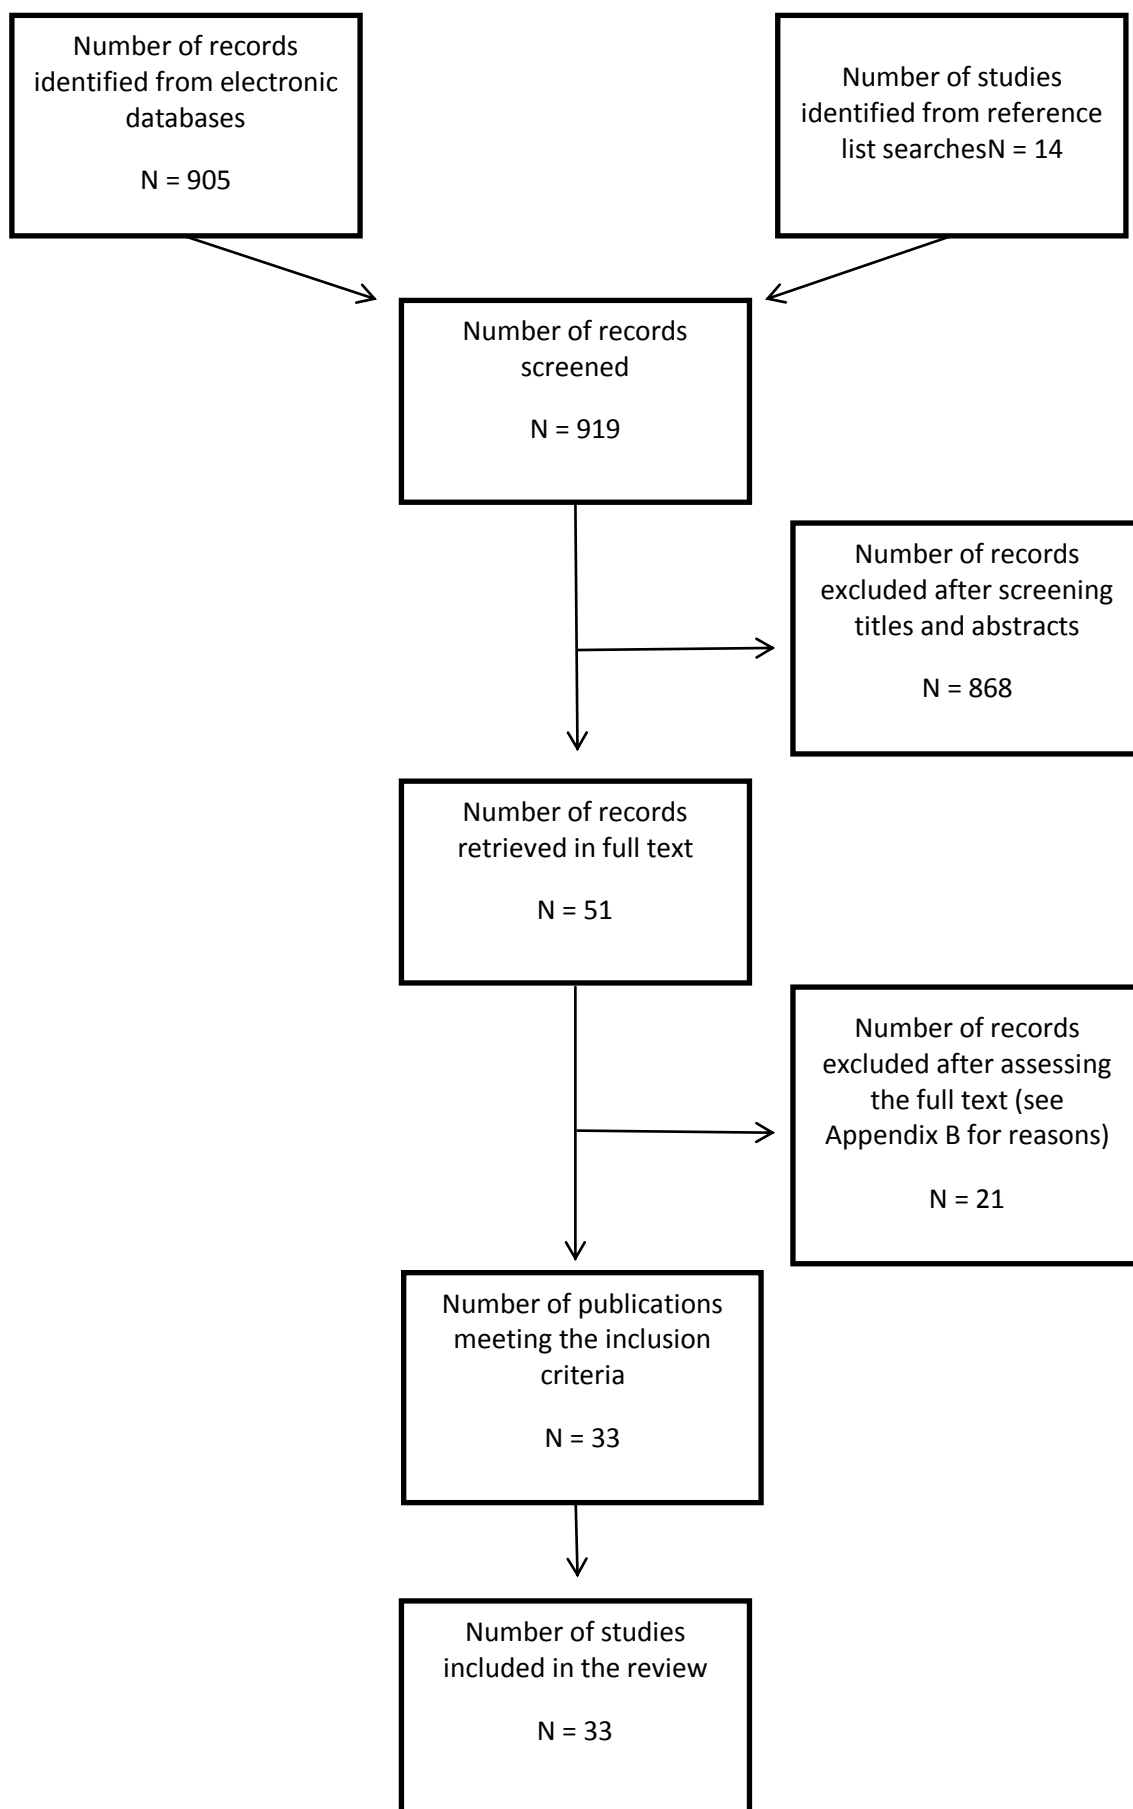 Number of records
identified from electronic
databases
N = 905
Number of studies
identified from reference
list searchesN = 14
Number of records
screened
N = 919
Number of records
excluded after screening
titles and abstracts
N = 868
Number of records
retrieved in full text
N = 51
Number of records
excluded after assessing
the full text (see
Appendix B for reasons)
N = 21
Number of publications
meeting the inclusion
criteria
N = 33
Number of studies
included in the review
N = 33